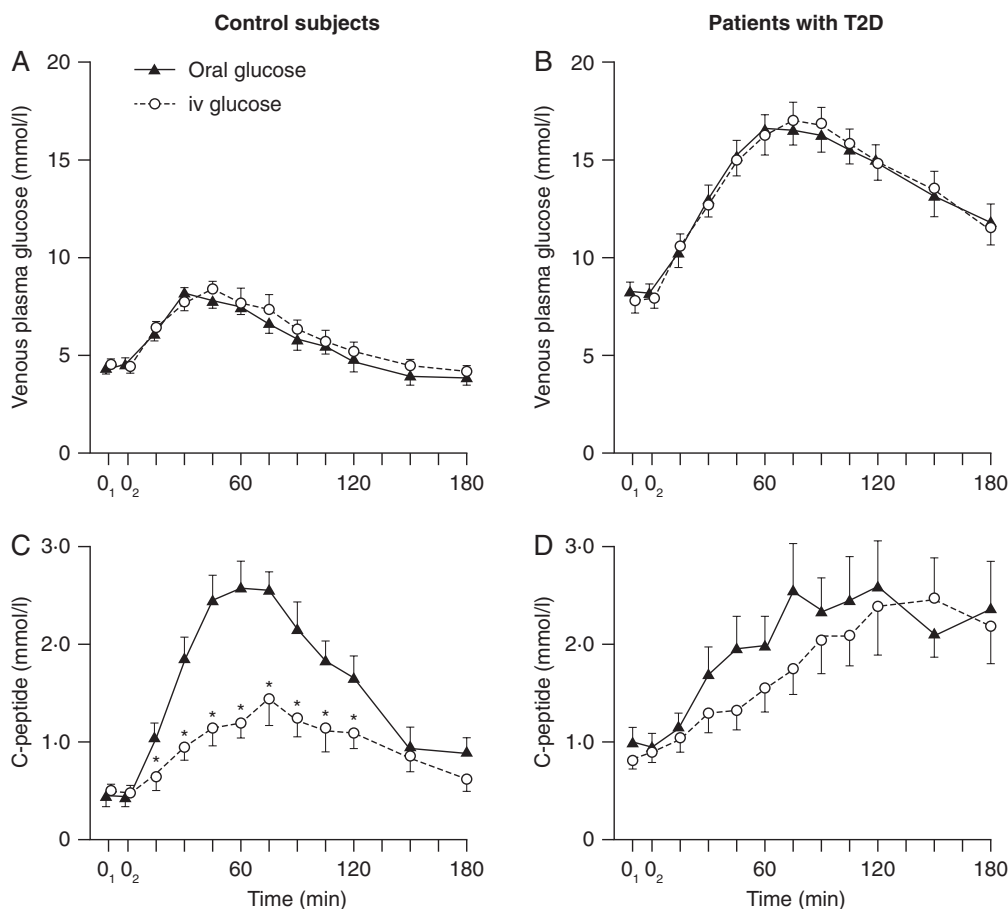 Control subjects
Patients with T2D
A
Oral glucose
iv glucose
Venous plasma glucose (mmol/l)
20
15
10
5
0
0₁ 0₂ 60 120 180
B
Venous plasma glucose (mmol/l)
20
15
10
5
0
0₁ 0₂ 60 120 180
C
C-peptide (mmol/l)
3·0
2·0
1·0
0
* * * * * * * *
0₁ 0₂ 60 120 180
Time (min)
D
C-peptide (mmol/l)
3·0
2·0
1·0
0
0₁ 0₂ 60 120 180
Time (min)